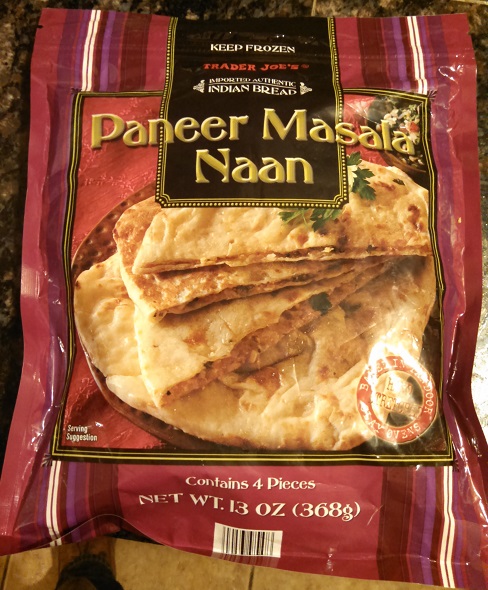 KEEP FROZEN
TRADER JOE'S®
IMPORTED AUTHENTIC
INDIAN BREAD
Paneer Masala
Naan
Serving
Suggestion
Contains 4 Pieces
NET WT. 13 OZ (368g)